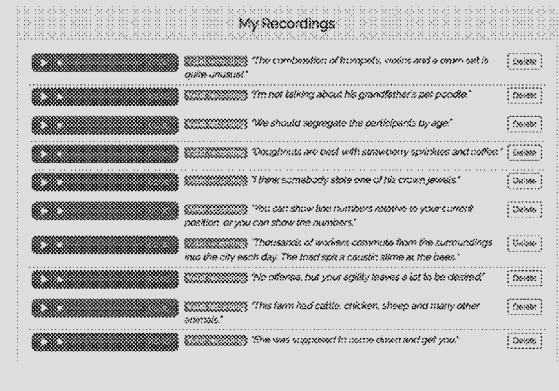 My Recordings
"The combination of trumpets, violins and a drum set is Delete
quite unusual."
"I'm not talking about his grandfather's pet poodle." Delete
"We should segregate the participants by age." Delete
"Doughnuts are best with strawberry sprinkles and coffee." Delete
"I think somebody stole one of his crown jewels." Delete
"You can show line numbers relative to your current Delete
position, or you can show the numbers."
"Thousands of workers commute from the surroundings Delete
into the city each day. The toad spit a caustic slime at the bees."
"No offense, but your agility leaves a lot to be desired." Delete
"This farm had cattle, chicken, sheep and many other Delete
animals."
"She was supposed to come down and get you." Delete